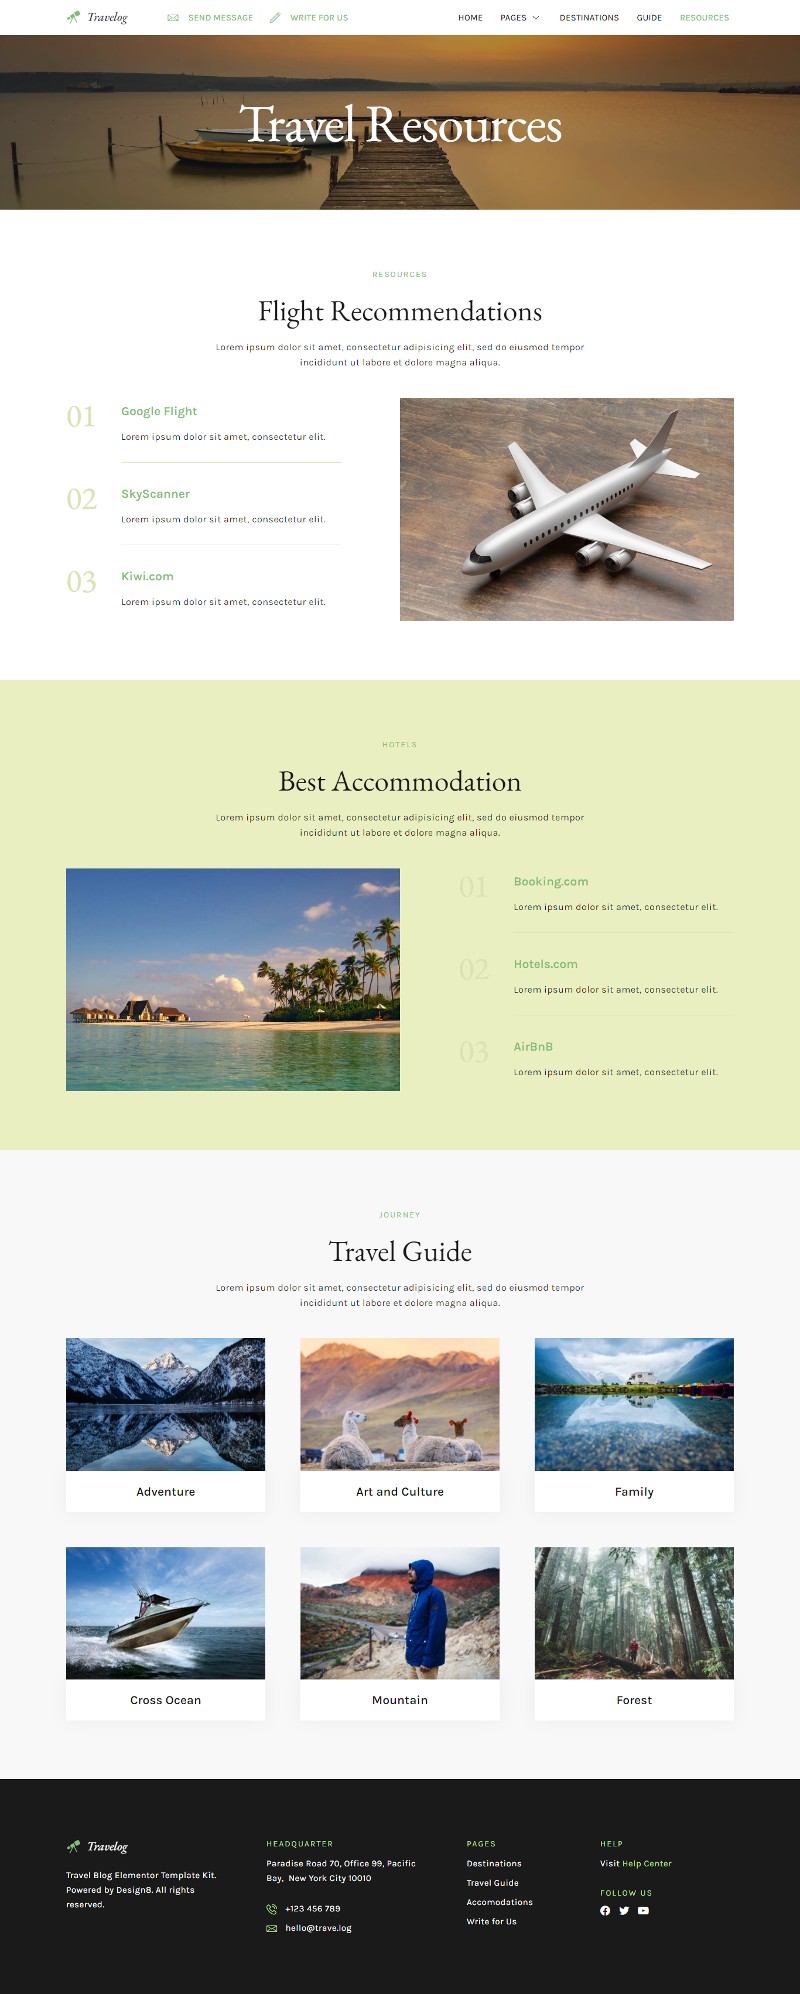 Travelog
SEND MESSAGE
WRITE FOR US
HOME
PAGES
DESTINATIONS
GUIDE
RESOURCES
Travel Resources
RESOURCES
Flight Recommendations
Lorem ipsum dolor sit amet, consectetur adipisicing elit, sed do eiusmod tempor
incididunt ut labore et dolore magna aliqua.
01
Google Flight
Lorem ipsum dolor sit amet, consectetur elit.
02
SkyScanner
Lorem ipsum dolor sit amet, consectetur elit.
03
Kiwi.com
Lorem ipsum dolor sit amet, consectetur elit.
HOTELS
Best Accommodation
Lorem ipsum dolor sit amet, consectetur adipisicing elit, sed do eiusmod tempor
incididunt ut labore et dolore magna aliqua.
01
Booking.com
Lorem ipsum dolor sit amet, consectetur elit.
02
Hotels.com
Lorem ipsum dolor sit amet, consectetur elit.
03
AirBnB
Lorem ipsum dolor sit amet, consectetur elit.
JOURNEY
Travel Guide
Lorem ipsum dolor sit amet, consectetur adipisicing elit, sed do eiusmod tempor
incididunt ut labore et dolore magna aliqua.
Adventure
Art and Culture
Family
Cross Ocean
Mountain
Forest
Travelog
Travel Blog Elementor Template Kit.
Powered by Design8. All rights
reserved.
HEADQUARTER
Paradise Road 70, Office 99, Pacific
Bay, New York City 10010
+123 456 789
hello@trave.log
PAGES
Destinations
Travel Guide
Accomodations
Write for Us
HELP
Visit Help Center
FOLLOW US